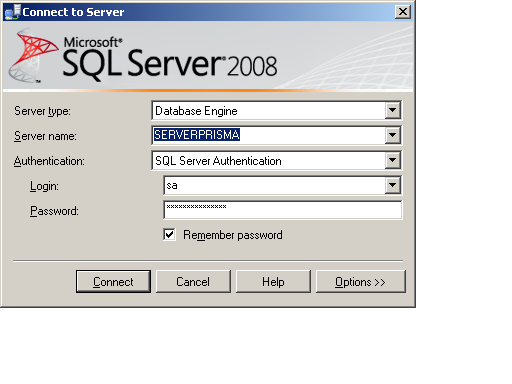 Connect to Server
Microsoft®
SQL Server® 2008
Server type: Database Engine
Server name: SERVERPRISMA
Authentication: SQL Server Authentication
Login: sa
Password: ***************
Remember password
Connect Cancel Help Options >>